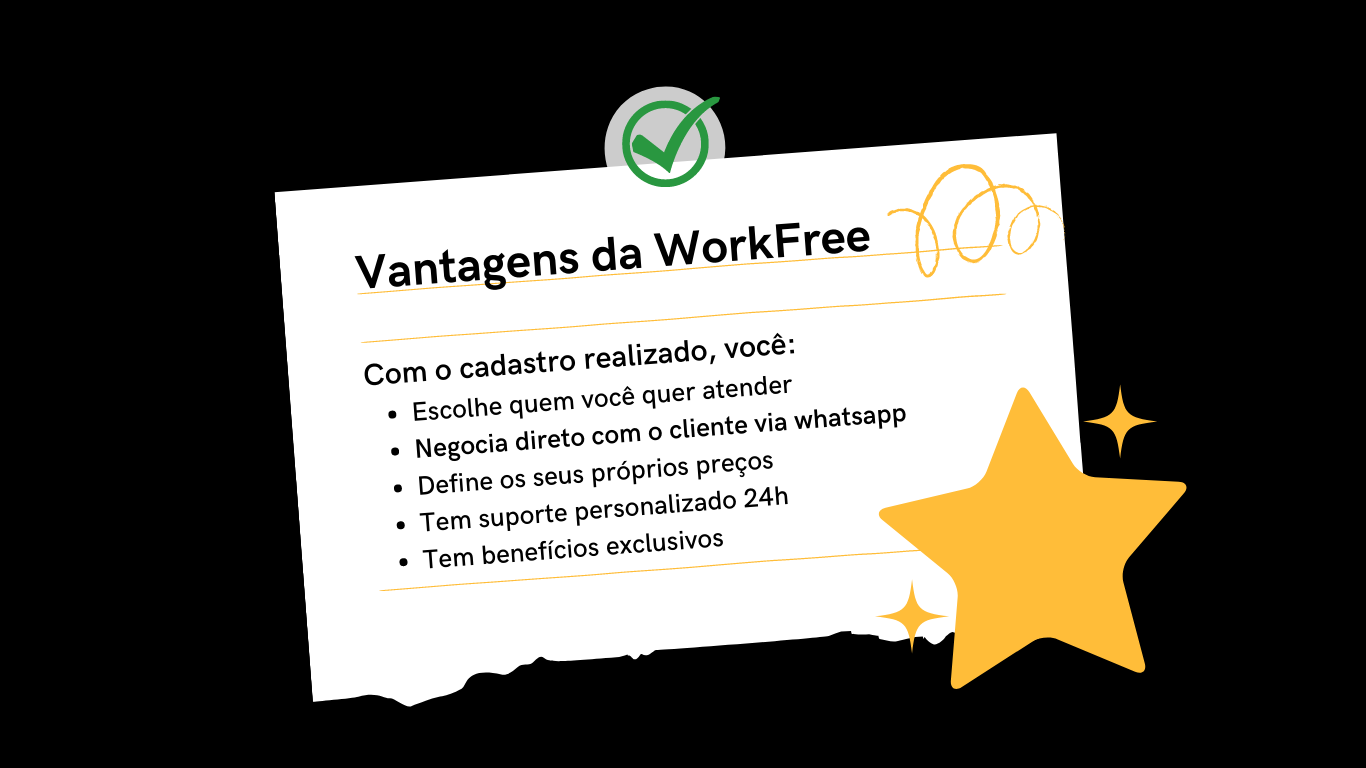 Vantagens da WorkFree
Com o cadastro realizado, você:
• Escolhe quem você quer atender
• Negocia direto com o cliente via whatsapp
• Define os seus próprios preços
• Tem suporte personalizado 24h
• Tem benefícios exclusivos